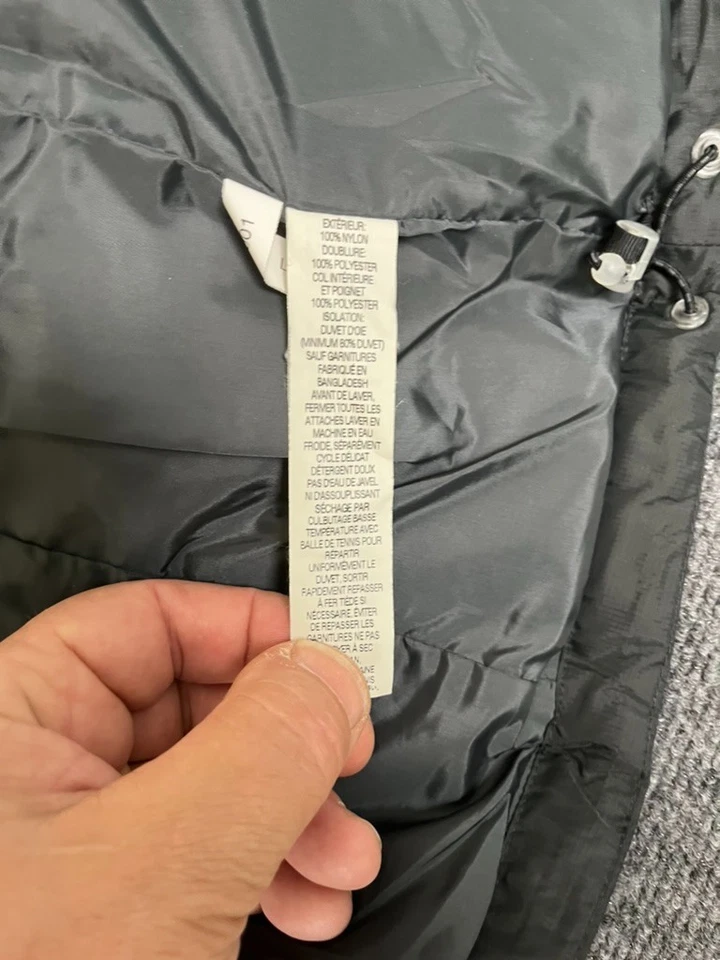 01
EXTÉRIEUR:
100% NYLON
DOUBLURE:
100% POLYESTER
COL INTÉRIEURE
ET POIGNET
100% POLYESTER
ISOLATION:
DUVET D'OIE
(MINIMUM 80% DUVET)
SAUF GARNITURES
FABRIQUÉ EN
BANGLADESH
AVANT DE LAVER,
FERMER TOUTES LES
ATTACHES LAVER EN
MACHINE EN EAU
FROIDE, SÉPARÉMENT
CYCLE DÉLICAT
DÉTERGENT DOUX
PAS D'EAU DE JAVEL
NI D'ASSOUPLISSANT
SÉCHAGE PAR
CULBUTAGE BASSE
TEMPÉRATURE AVEC
BALLE DE TENNIS POUR
RÉPARTIR
UNIFORMÉMENT LE
DUVET, SORTIR
RAPIDEMENT REPASSER
À FER TIÈDE SI
NÉCESSAIRE. ÉVITER
DE REPASSER LES
GARNITURES NE PAS
À SEC